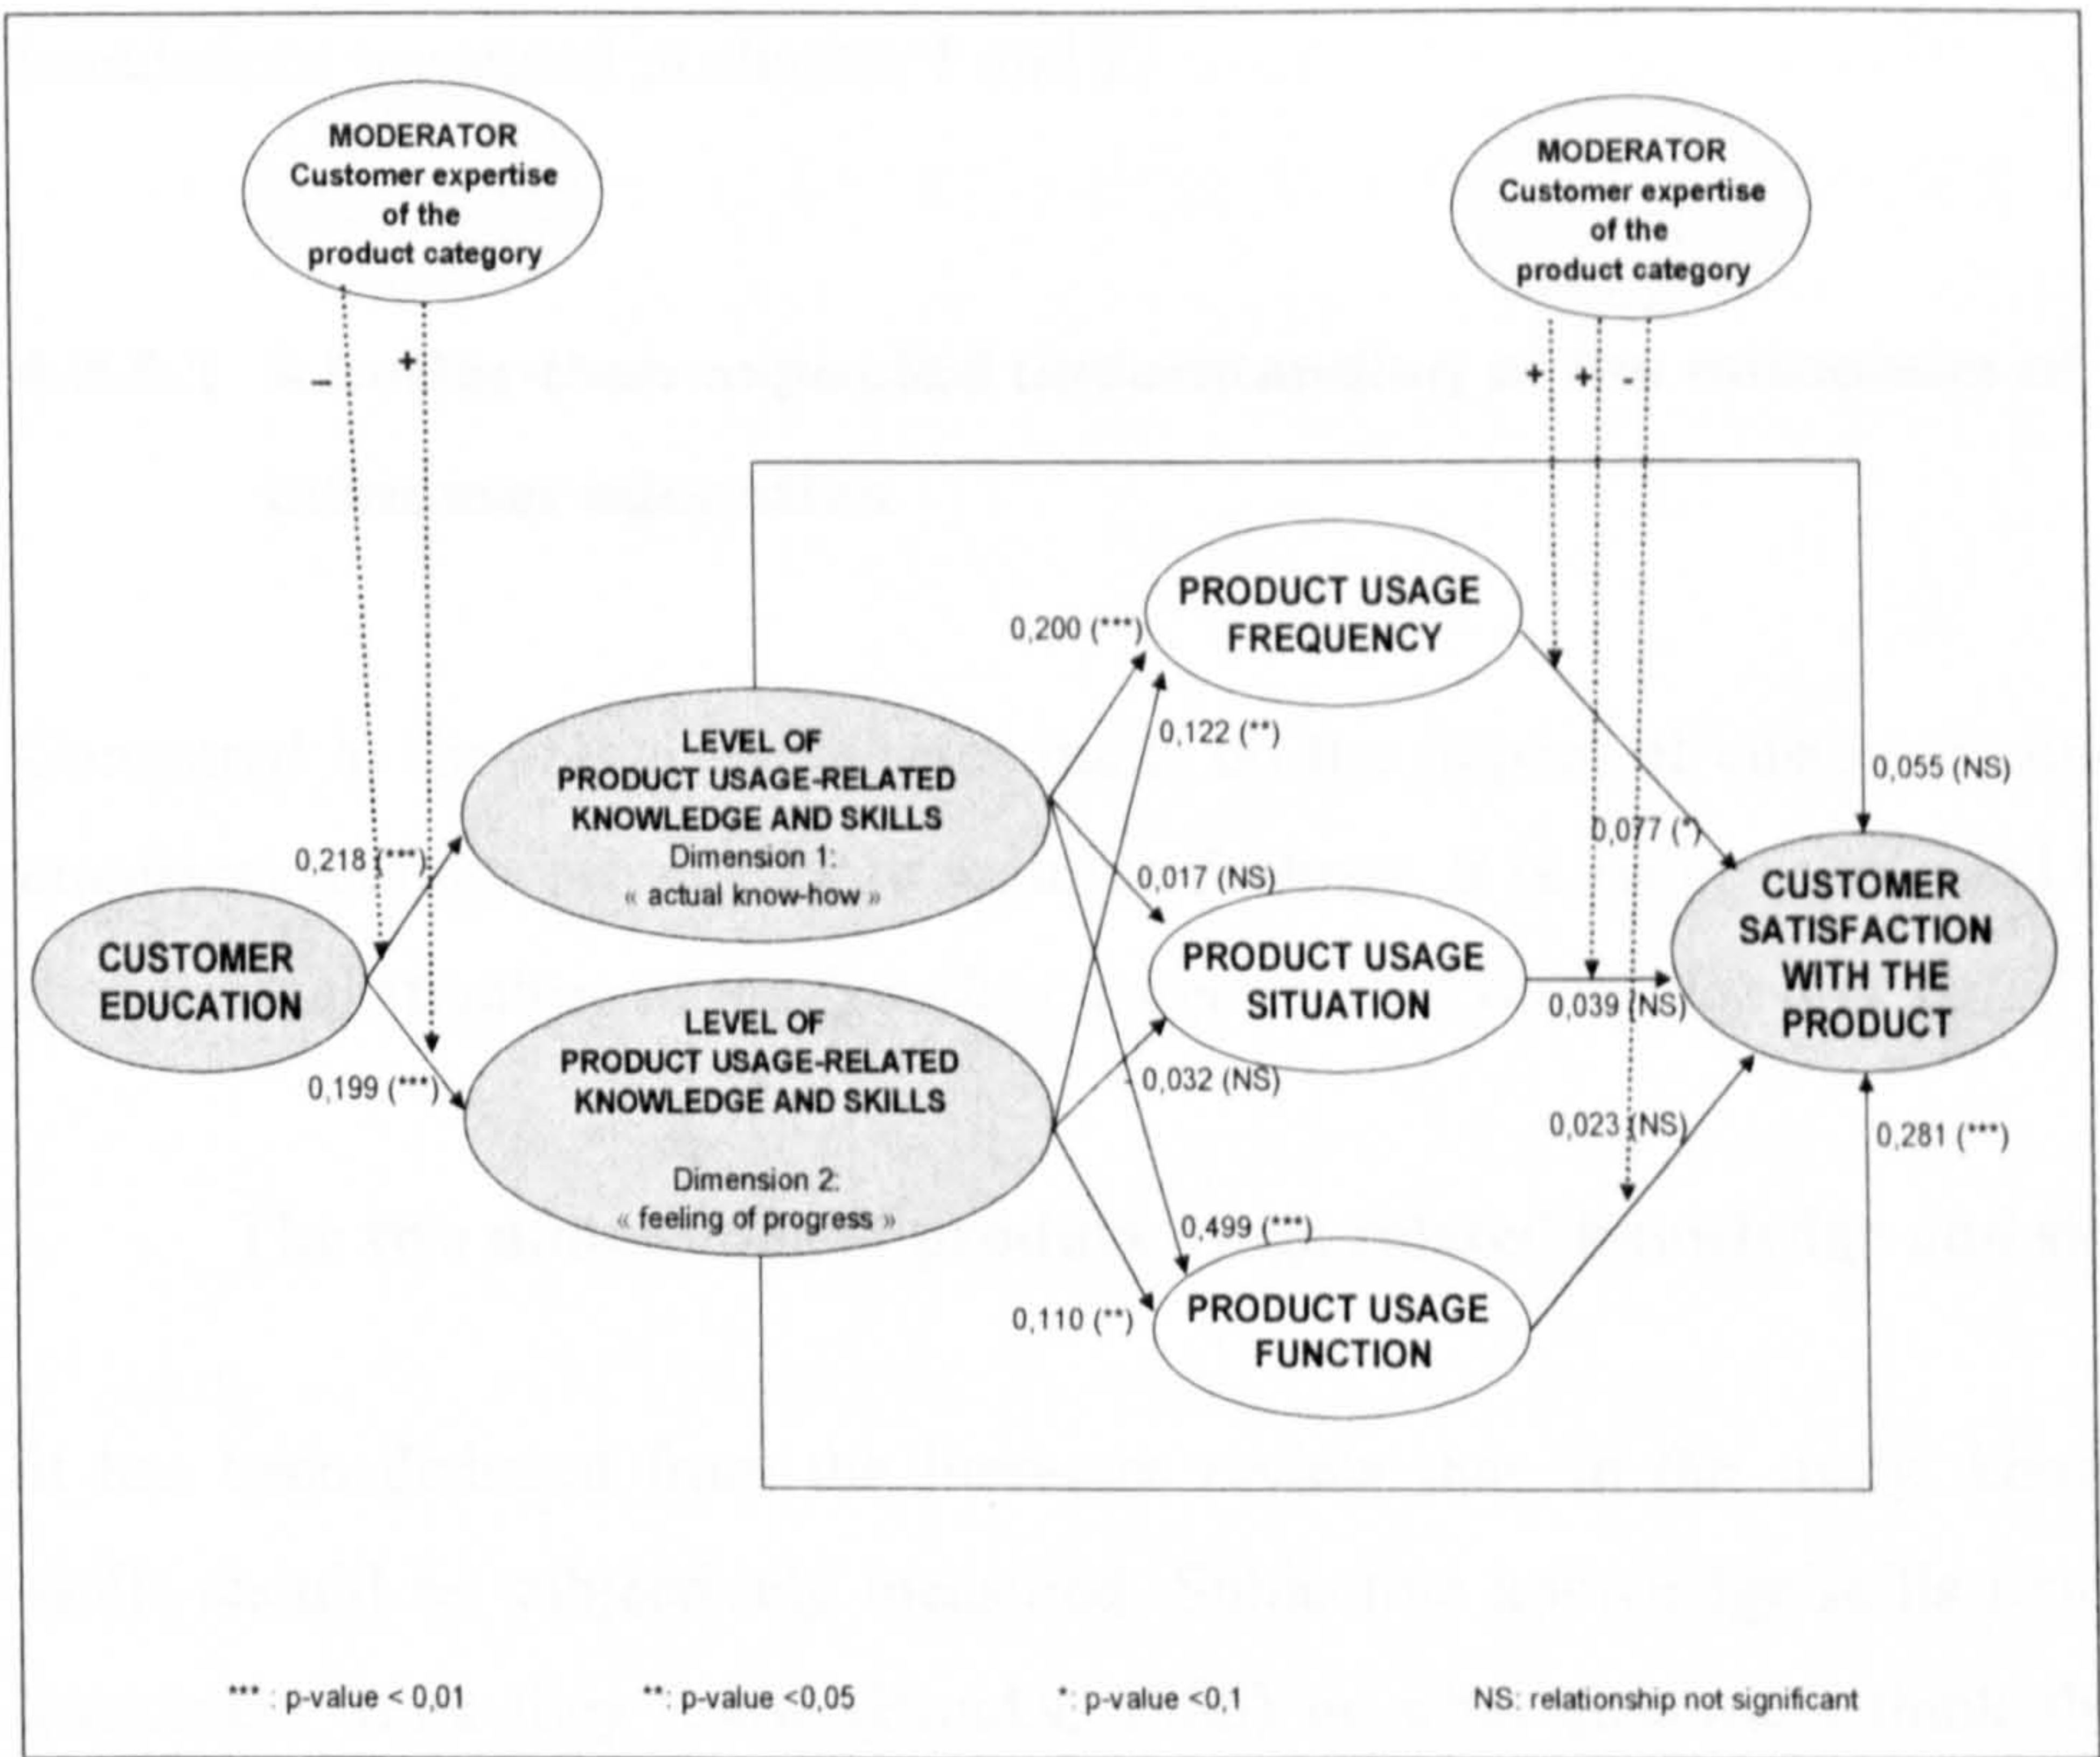 MODERATOR
Customer expertise
of the
product category
MODERATOR
Customer expertise
of the
product category
–
+
+
+
-
PRODUCT USAGE
FREQUENCY
0,200 (***)
0,122 (**)
LEVEL OF
PRODUCT USAGE-RELATED
KNOWLEDGE AND SKILLS
Dimension 1:
« actual know-how »
0,055 (NS)
0,077 (*)
0,218 (***)
0,017 (NS)
CUSTOMER
SATISFACTION
WITH THE
PRODUCT
CUSTOMER
EDUCATION
PRODUCT USAGE
SITUATION
0,039 (NS)
LEVEL OF
PRODUCT USAGE-RELATED
KNOWLEDGE AND SKILLS
Dimension 2:
« feeling of progress »
0,199 (***)
- 0,032 (NS)
0,023 (NS)
0,281 (***)
0,499 (***)
0,110 (**)
PRODUCT USAGE
FUNCTION
*** : p-value < 0,01
**: p-value <0,05
*: p-value <0,1
NS: relationship not significant